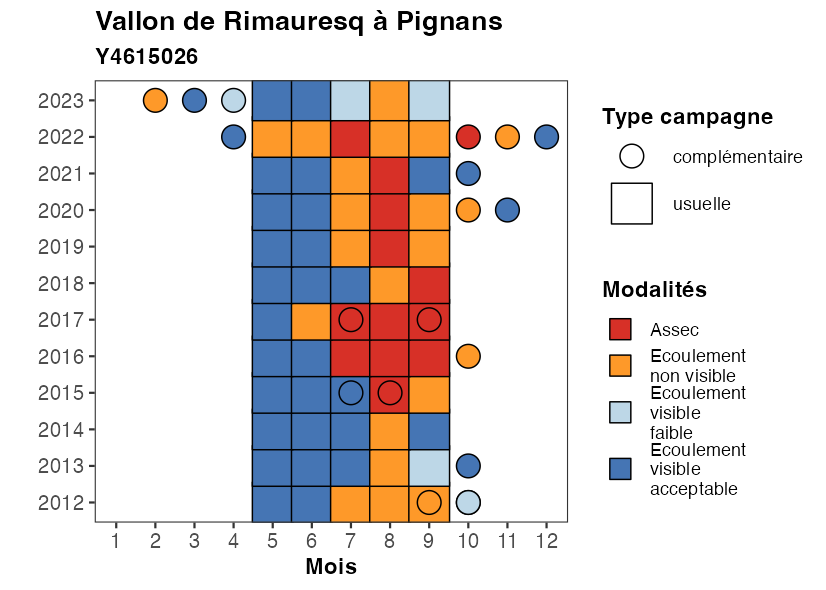 Vallon de Rimauresq à Pignans
Y4615026
2023
2022
2021
2020
2019
2018
2017
2016
2015
2014
2013
2012
1 2 3 4 5 6 7 8 9 10 11 12
Mois
Type campagne
complémentaire
usuelle
Modalités
Assec
Ecoulement
non visible
Ecoulement
visible
faible
Ecoulement
visible
acceptable